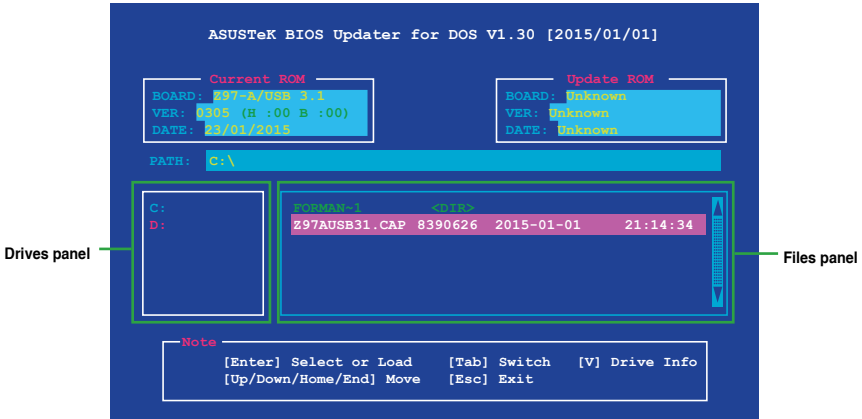 ASUSTeK BIOS Updater for DOS V1.30 [2015/01/01]
Current ROM
BOARD: Z97-A/USB 3.1
VER: 0305 (H :00 B :00)
DATE: 23/01/2015
Update ROM
BOARD: Unknown
VER: Unknown
DATE: Unknown
PATH: C:\
C:
D:
FORMAN~1 <DIR>
Z97AUSB31.CAP 8390626 2015-01-01 21:14:34
Drives panel
Files panel
Note
[Enter] Select or Load [Tab] Switch [V] Drive Info
[Up/Down/Home/End] Move [Esc] Exit